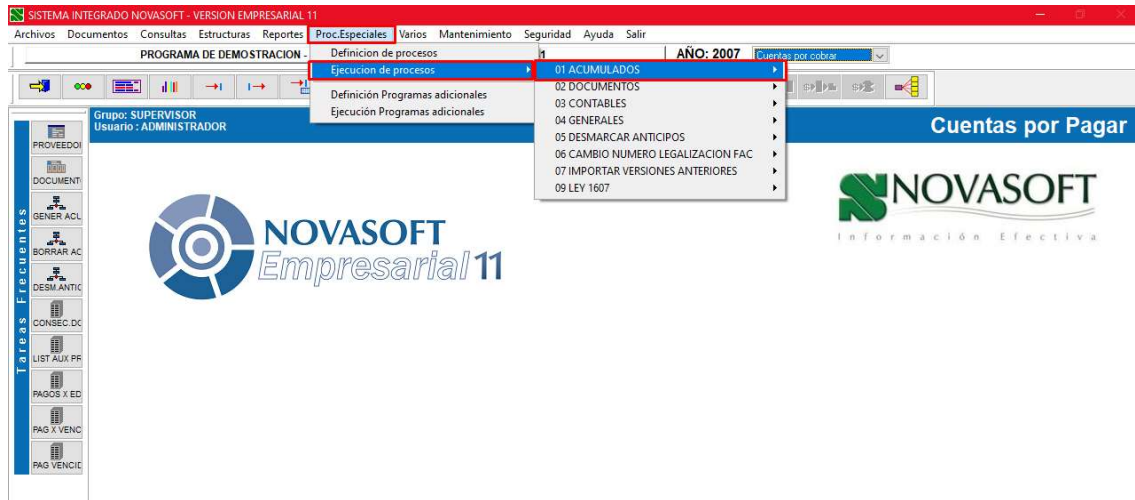 SISTEMA INTEGRADO NOVASOFT - VERSION EMPRESARIAL 11
Archivos Documentos Consultas Estructuras Reportes Proc.Especiales Varios Mantenimiento Seguridad Ayuda Salir
PROGRAMA DE DEMOSTRACION -
AÑO: 2007
Cuentas por cobrar
Definicion de procesos
Ejecucion de procesos
Definición Programas adicionales
Ejecución Programas adicionales
01 ACUMULADOS
02 DOCUMENTOS
03 CONTABLES
04 GENERALES
05 DESMARCAR ANTICIPOS
06 CAMBIO NUMERO LEGALIZACION FAC
07 IMPORTAR VERSIONES ANTERIORES
09 LEY 1607
Grupo: SUPERVISOR
Usuario : ADMINISTRADOR
Cuentas por Pagar
Tareas Frecuentes
PROVEEDOI
DOCUMENT
GENER ACL
BORRAR AC
DESM.ANTIC
CONSEC.DC
LIST AUX PF
PAGOS X ED
PAG X VENC
PAG VENCIE
NOVASOFT
Empresarial 11
NOVASOFT
Información Efectiva